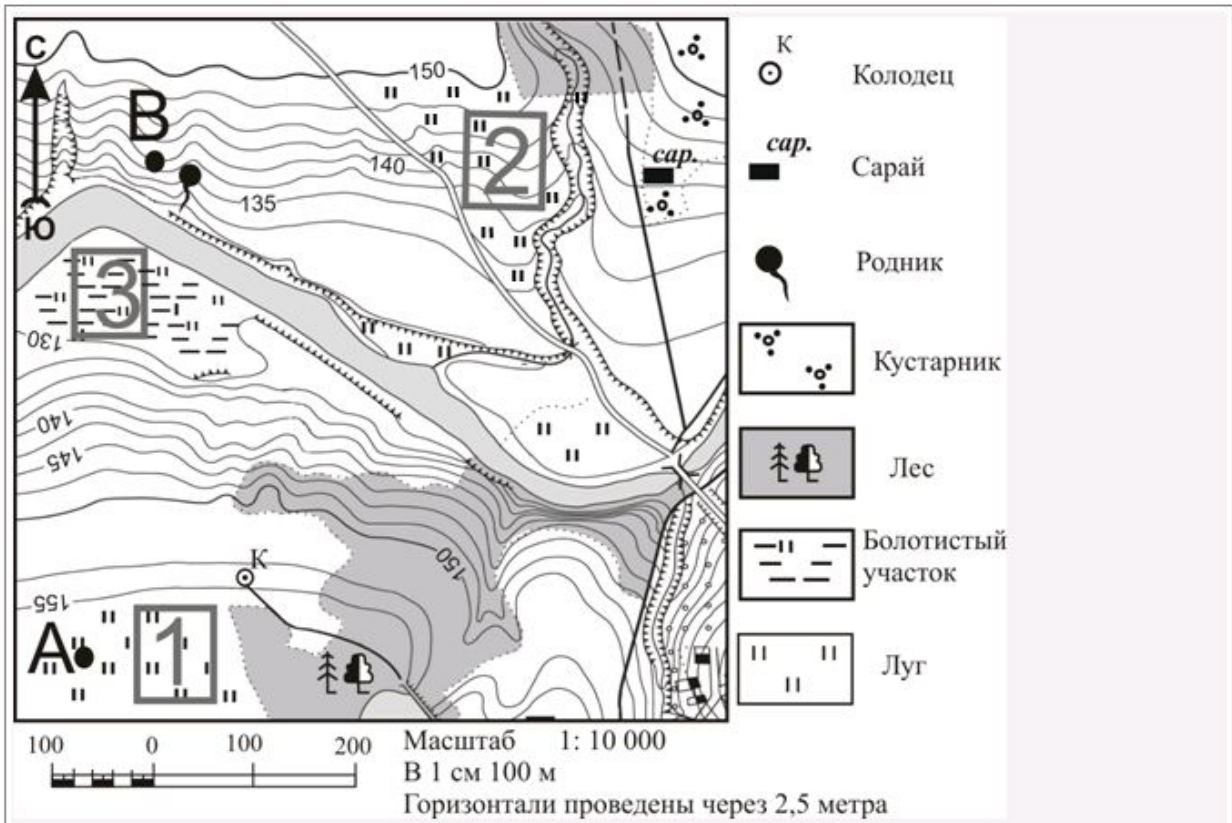 С
Ю
В
А
150
140
135
130
140
145
150
155
1
2
3
сар.
К
К
Колодец
сар.
Сарай
Родник
Кустарник
Лес
Болотистый
участок
Луг
100 0 100 200
Масштаб 1: 10 000
В 1 см 100 м
Горизонтали проведены через 2,5 метра